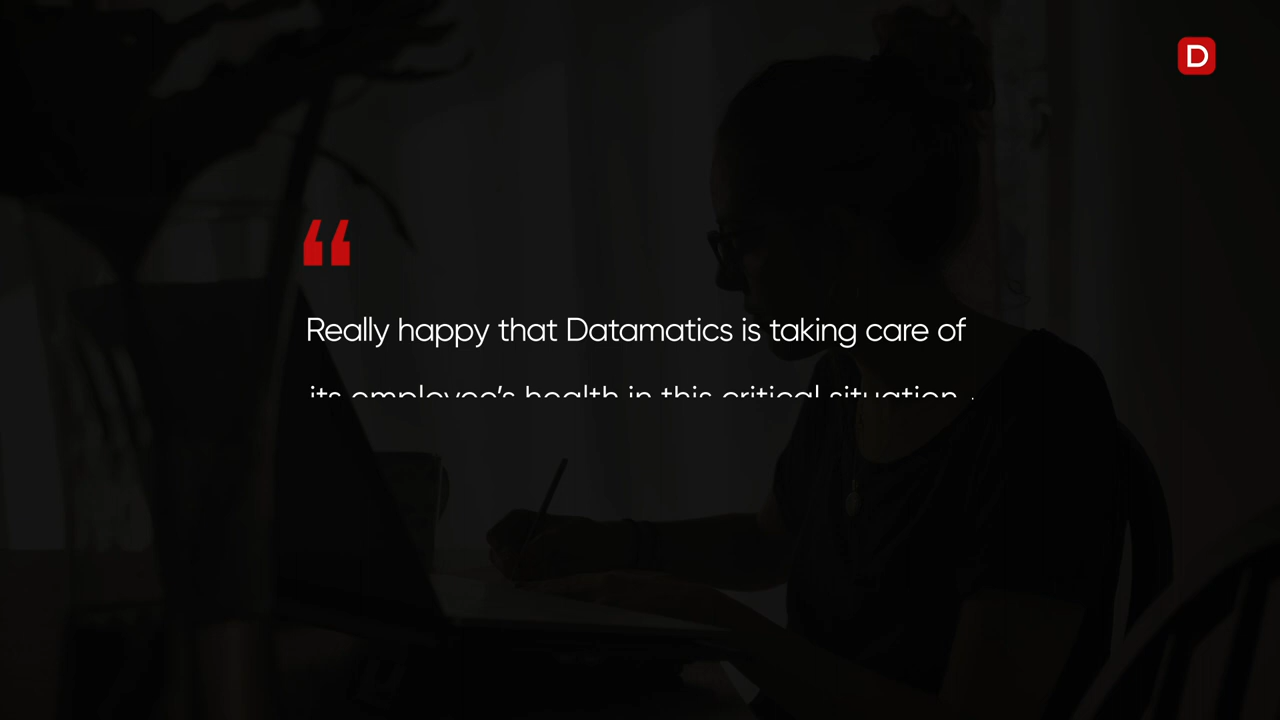 D
“
Really happy that Datamatics is taking care of
its employee’s health in this critical situation .